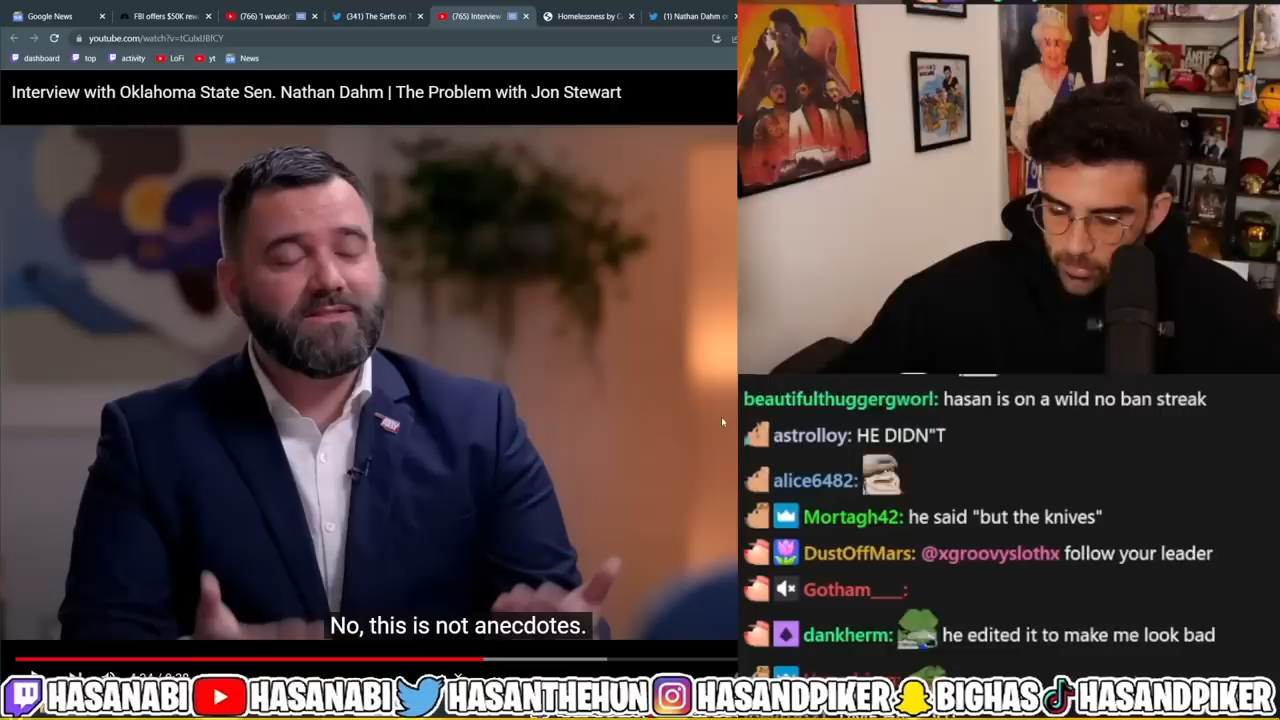 Google News
FBI offers $50K rew
(766) 'I wouldn'
(341) The Serfs on
(765) Interview
Homelessness by C
(1) Nathan Dahm o
youtube.com/watch?v=tCulxIJBfCY
dashboard
top
activity
LoFi
yt
News
Interview with Oklahoma State Sen. Nathan Dahm | The Problem with Jon Stewart
No, this is not anecdotes.
beautifulthuggergworl: hasan is on a wild no ban streak
astrolloy: HE DIDN"T
alice6482:
Mortagh42: he said "but the knives"
DustOffMars: @xgroovyslothx follow your leader
Gotham____:
dankherm: he edited it to make me look bad
HASANABI
HASANABI
HASANTHEHUN
HASANDPIKER
BIGHAS
HASANDPIKER